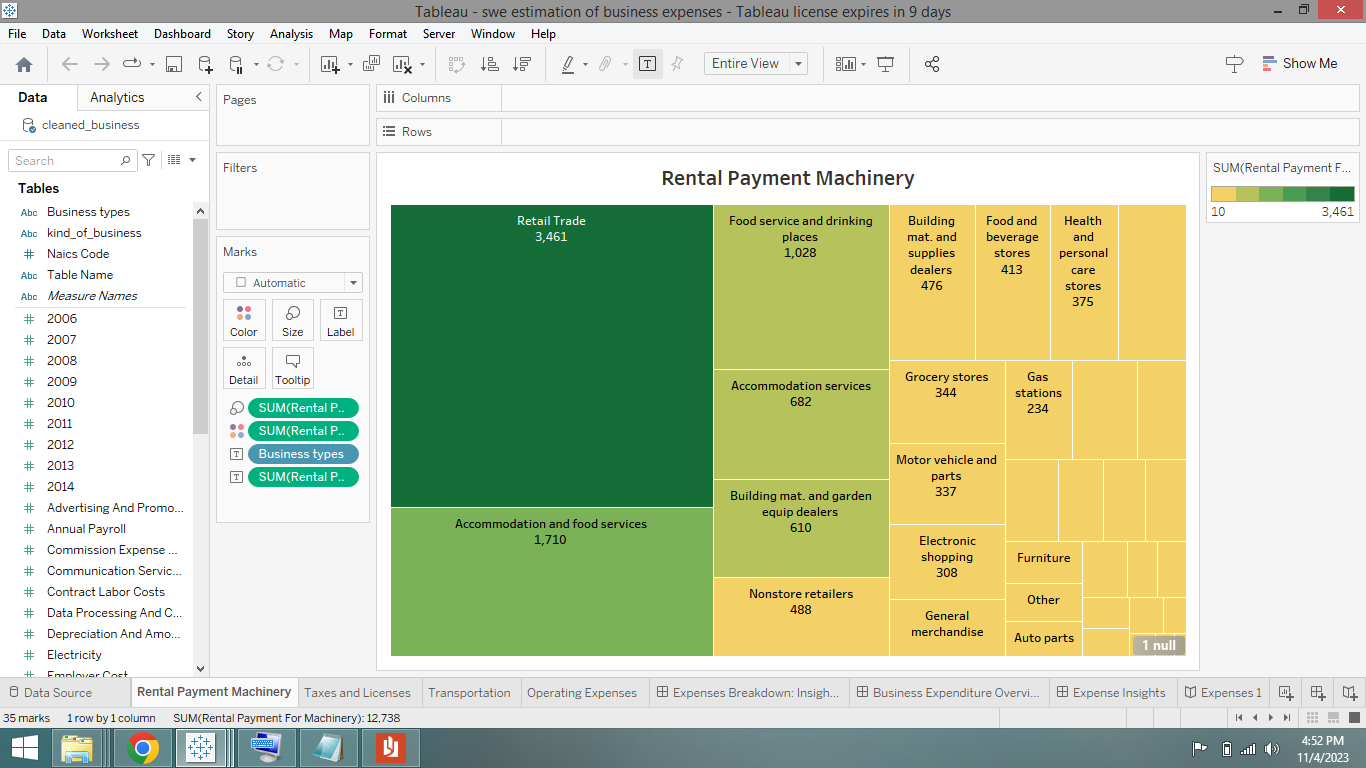 Tableau - swe estimation of business expenses - Tableau license expires in 9 days
File Data Worksheet Dashboard Story Analysis Map Format Server Window Help
Entire View
Show Me
Data Analytics
cleaned_business
Search
Tables
Abc Business types
Abc kind_of_business
# Naics Code
Abc Table Name
Abc Measure Names
# 2006
# 2007
# 2008
# 2009
# 2010
# 2011
# 2012
# 2013
# 2014
# Advertising And Promo...
# Annual Payroll
# Commission Expense ...
# Communication Servic...
# Contract Labor Costs
# Data Processing And C...
# Depreciation And Amo...
# Electricity
# Employer Cost
Pages
Filters
Marks
Automatic
Color Size Label
Detail Tooltip
SUM(Rental P..
SUM(Rental P..
Business types
SUM(Rental P..
Columns
Rows
Rental Payment Machinery
Retail Trade
3,461
Accommodation and food services
1,710
Food service and drinking
places
1,028
Accommodation services
682
Building mat. and garden
equip dealers
610
Nonstore retailers
488
Building
mat. and
supplies
dealers
476
Food and
beverage
stores
413
Health
and
personal
care
stores
375
Grocery stores
344
Motor vehicle and
parts
337
Electronic
shopping
308
General
merchandise
Gas
stations
234
Furniture
Other
Auto parts
1 null
SUM(Rental Payment F...
10 3,461
Data Source Rental Payment Machinery Taxes and Licenses Transportation Operating Expenses Expenses Breakdown: Insigh... Business Expenditure Overvi... Expense Insights Expenses 1
35 marks 1 row by 1 column SUM(Rental Payment For Machinery): 12,738
4:52 PM
11/4/2023